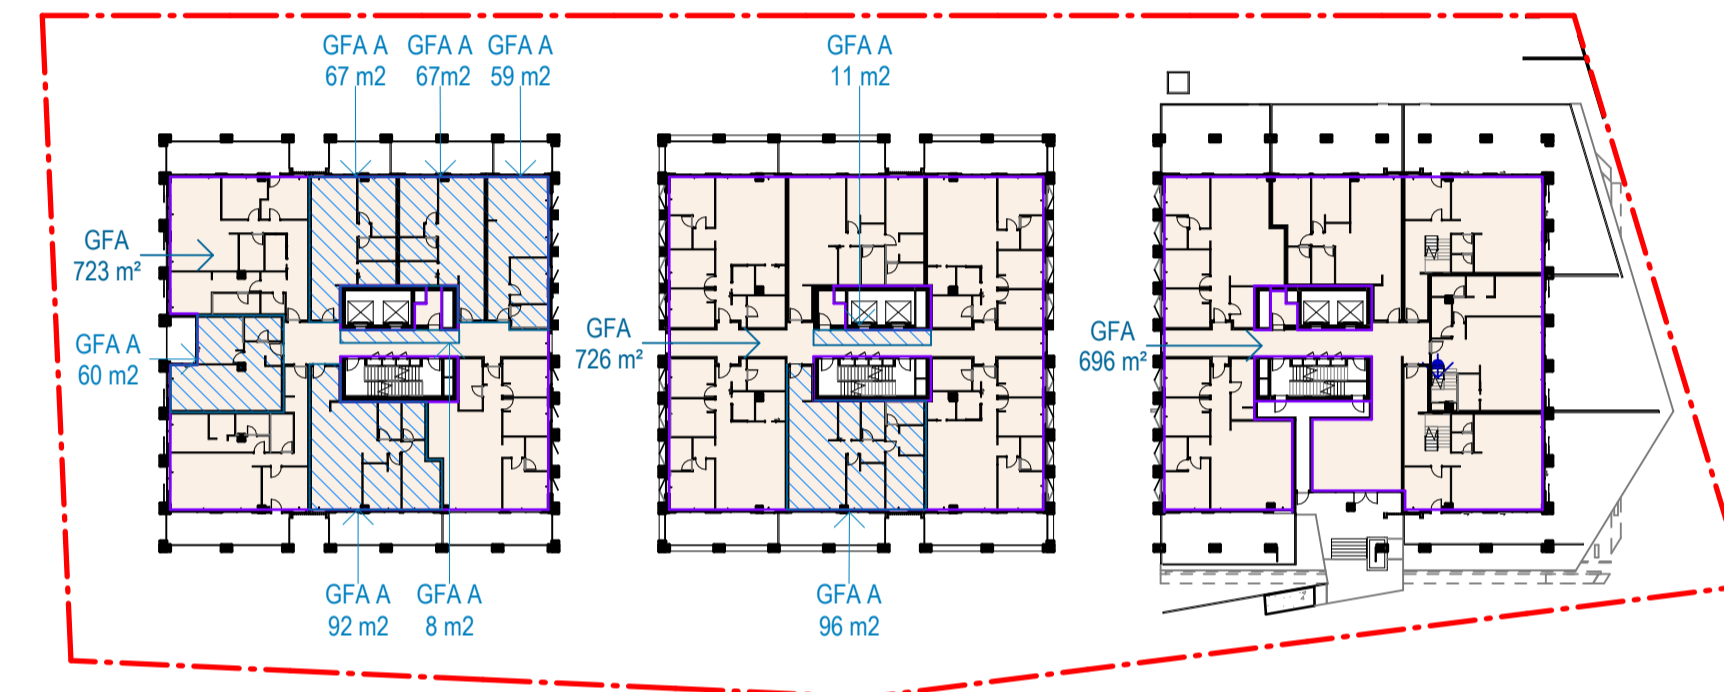 GFA A
67 m2
GFA A
67m2
GFA A
59 m2
GFA A
11 m2
GFA
723 m²
GFA A
60 m2
GFA
726 m²
GFA
696 m²
GFA A
92 m2
GFA A
8 m2
GFA A
96 m2